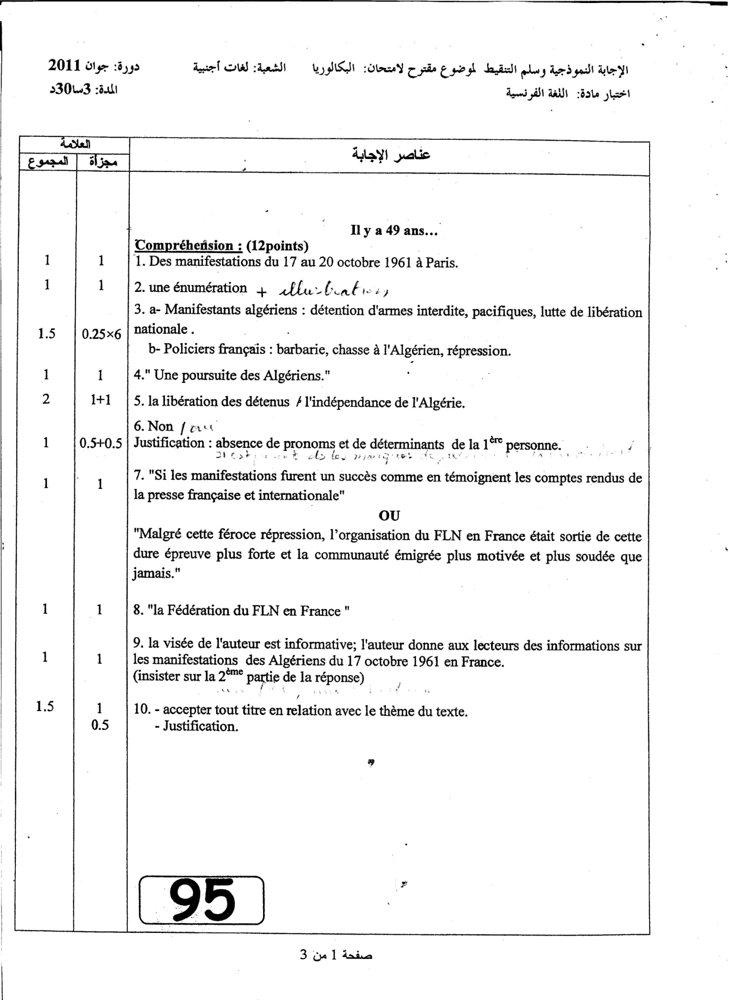 الإجابة النموذجية وسلم التنقيط لموضوع مقترح لامتحان: البكالوريا الشعبة: لغات أجنبية دورة: جوان 2011
اختبار مادة: اللغة الفرنسية المدة: 3سا30د
العلامة
عناصر الإجابة
مجزأة المجموع
Il y a 49 ans...
Compréhension : (12points)
1 1 1. Des manifestations du 17 au 20 octobre 1961 à Paris.
1 1 2. une énumération + illustration
3. a- Manifestants algériens : détention d'armes interdite, pacifiques, lutte de libération
1.5 0.25×6 nationale .
b- Policiers français : barbarie, chasse à l'Algérien, répression.
1 1 4." Une poursuite des Algériens."
2 1+1 5. la libération des détenus / l'indépendance de l'Algérie.
6. Non / oui
1 0.5+0.5 Justification : absence de pronoms et de déterminants de la 1ère personne.
1 1 7. "Si les manifestations furent un succès comme en témoignent les comptes rendus de
la presse française et internationale"
OU
"Malgré cette féroce répression, l'organisation du FLN en France était sortie de cette
dure épreuve plus forte et la communauté émigrée plus motivée et plus soudée que
jamais."
1 1 8. "la Fédération du FLN en France "
9. la visée de l'auteur est informative; l'auteur donne aux lecteurs des informations sur
1 1 les manifestations des Algériens du 17 octobre 1961 en France.
(insister sur la 2ème partie de la réponse)
1.5 1 10. - accepter tout titre en relation avec le thème du texte.
0.5 - Justification.
95
صفحة 1 من 3